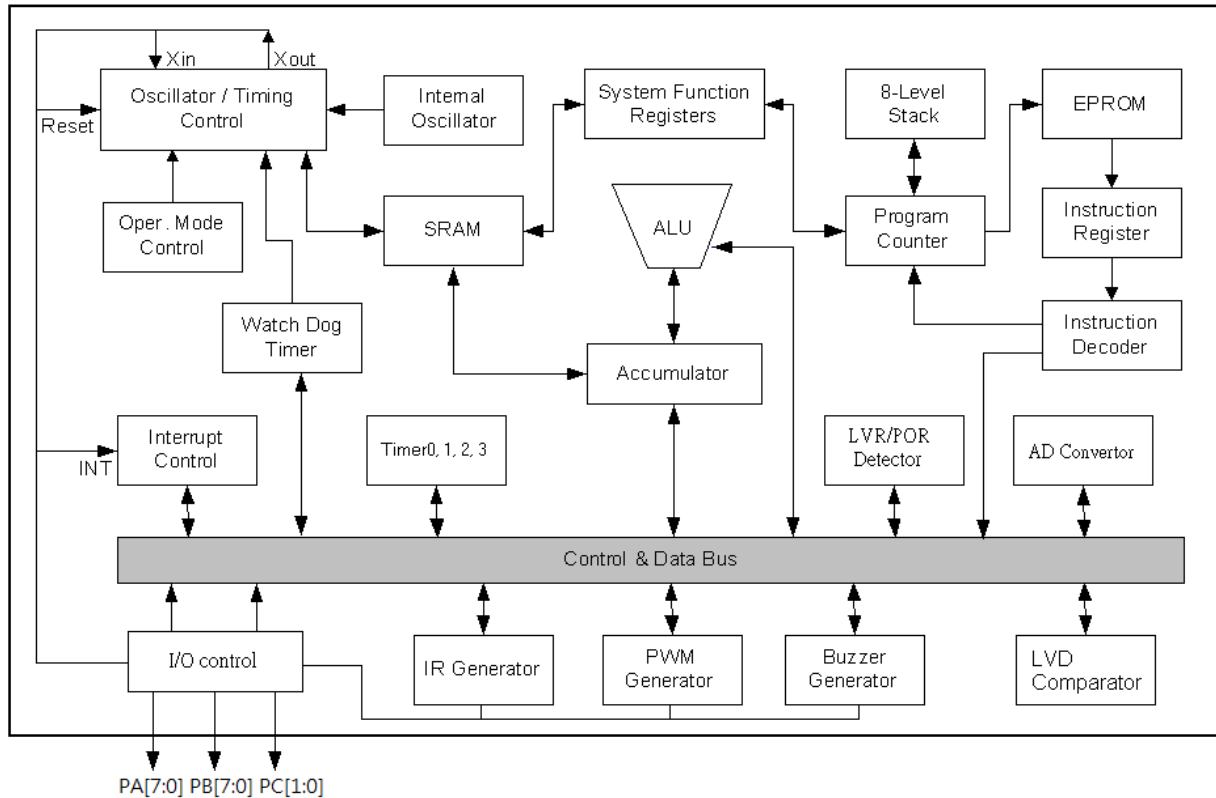 Xin
Xout
Oscillator / Timing
Control
Reset
Internal
Oscillator
System Function
Registers
8-Level
Stack
EPROM
Oper. Mode
Control
SRAM
ALU
Program
Counter
Instruction
Register
Watch Dog
Timer
Accumulator
Instruction
Decoder
Interrupt
Control
INT
Timer0, 1, 2, 3
LVR/POR
Detector
AD Convertor
Control & Data Bus
I/O control
IR Generator
PWM
Generator
Buzzer
Generator
LVD
Comparator
PA[7:0] PB[7:0] PC[1:0]